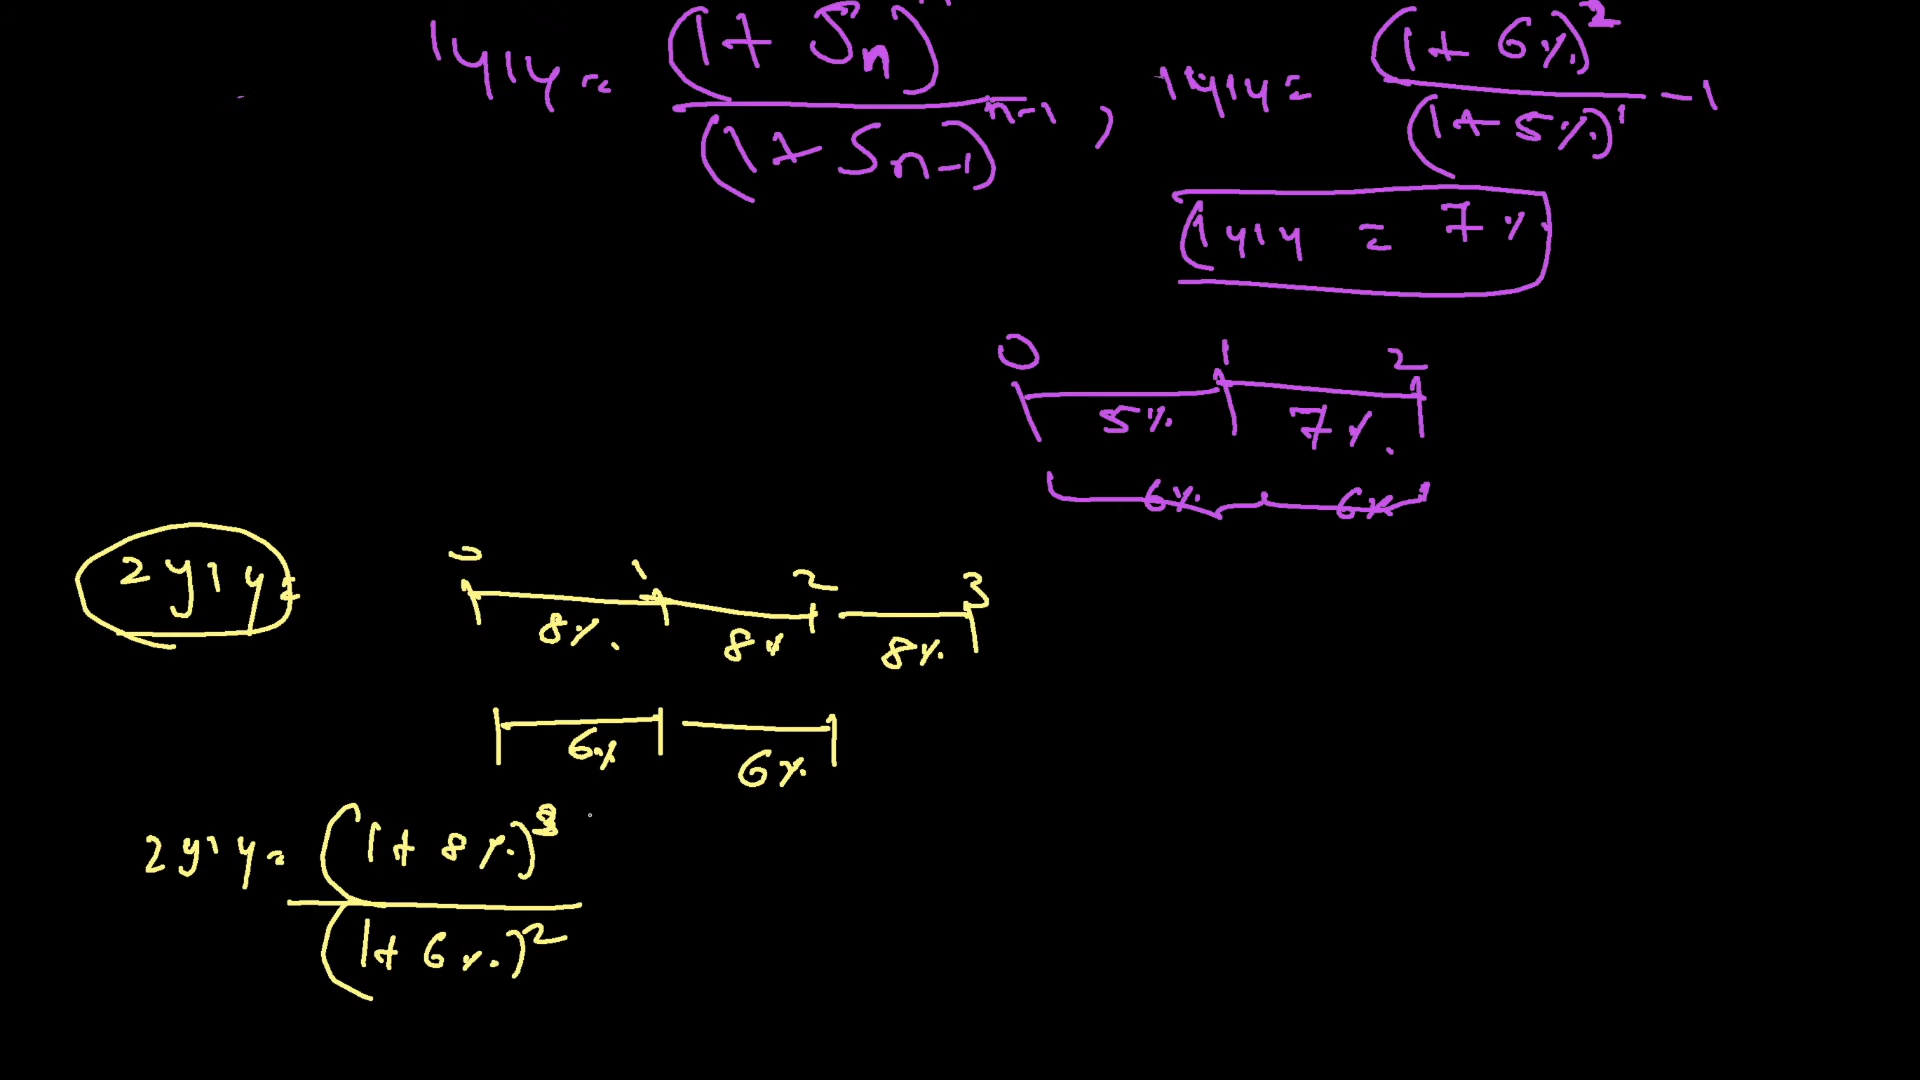 1y1y = (1 + Sn)^n / (1 + Sn-1)^n-1 , 1y1y = (1 + 6%)^2 / (1 + 5%)^1 - 1
1y1y = 7%
0 1 2
5% 7%.
6% 6%
2y1y =
0 1 2 3
8%. 8% 8%.
6% 6%.
2y1y = (1 + 8%)^3 / (1 + 6%)^2